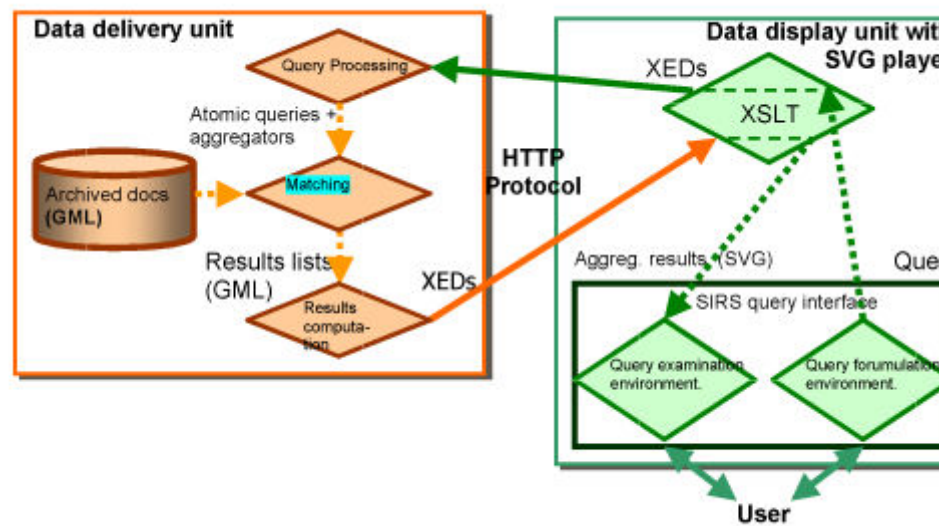 Data delivery unit
Query Processing
Atomic queries +
aggregators
Archived docs
(GML)
Matching
Results lists
(GML)
Results
computa-
tion
XEDs
HTTP
Protocol
Data display unit wit
SVG playe
XEDs
XSLT
Aggreg. results (SVG)
Que
SIRS query interface
Query examination
environment.
Query forumulation
environment.
User